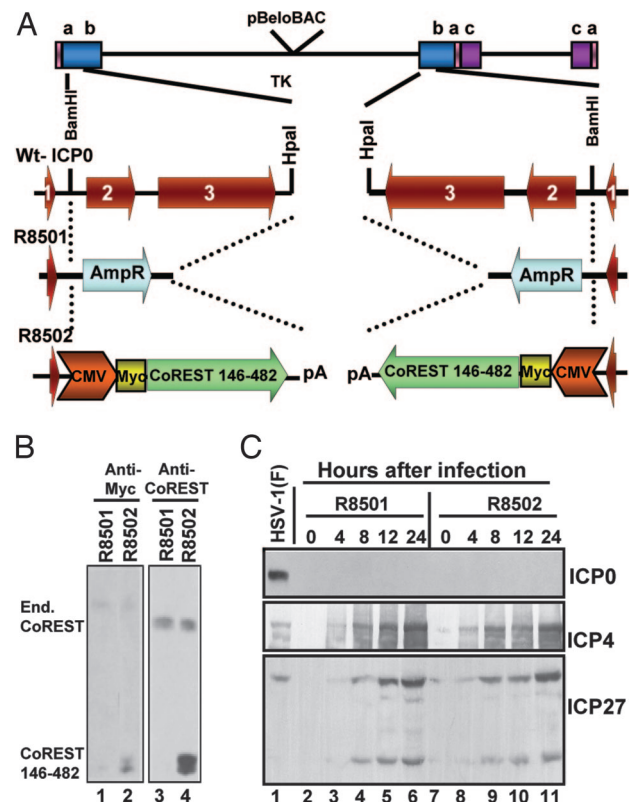 A
pBeloBAC
a b
b a c
c a
TK
BamHI
HpaI
HpaI
BamHI
Wt- ICP0
1 2 3
3 2 1
R8501
AmpR
AmpR
R8502
CMV Myc CoREST 146-482 pA
pA CoREST 146-482 Myc CMV
B
Anti-Myc
Anti-CoREST
R8501 R8502 R8501 R8502
End. CoREST
CoREST 146-482
1 2 3 4
C
Hours after infection
HSV-1(F)
R8501 R8502
0 4 8 12 24 0 4 8 12 24
ICP0
ICP4
ICP27
1 2 3 4 5 6 7 8 9 10 11